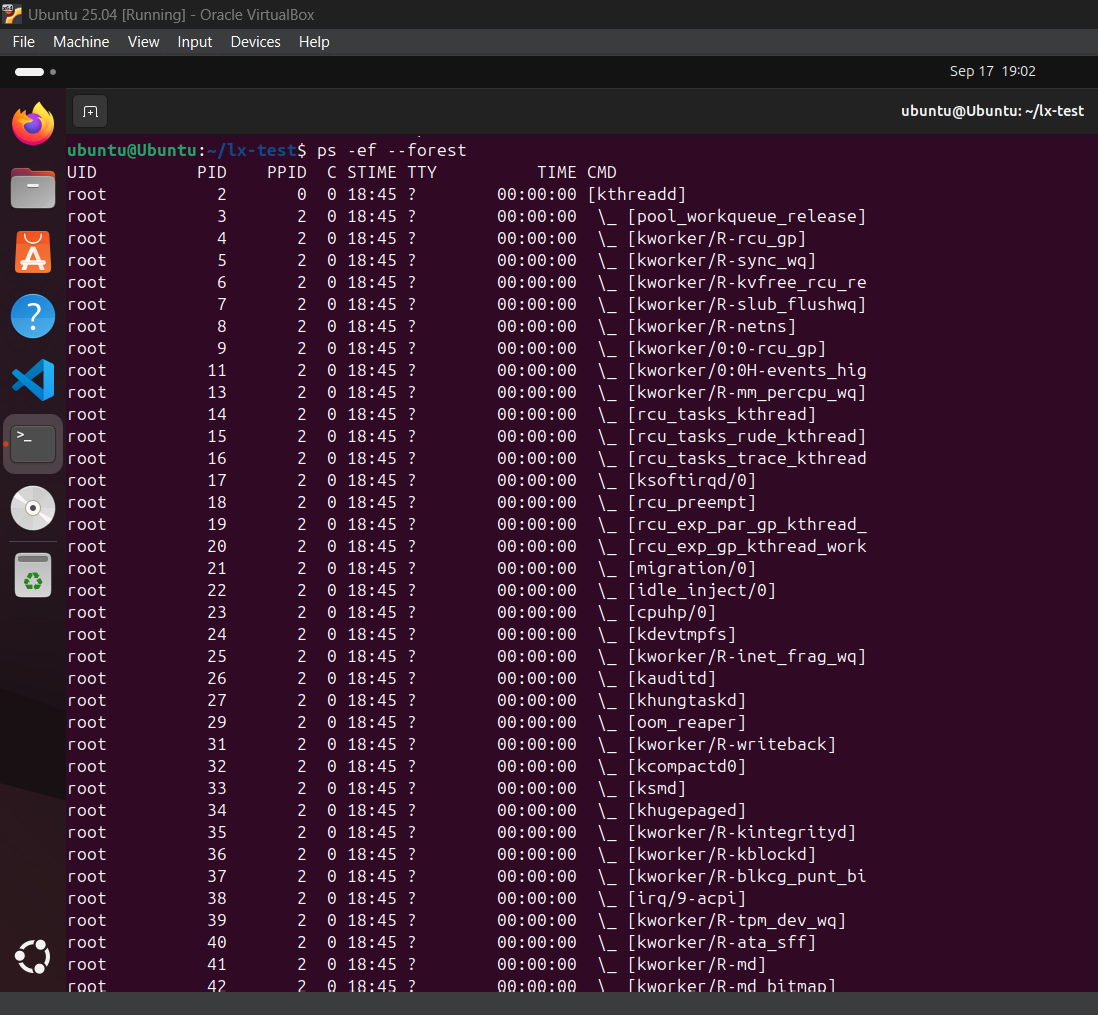 Ubuntu 25.04 [Running] - Oracle VirtualBox
File Machine View Input Devices Help
Sep 17 19:02
ubuntu@Ubuntu: ~/lx-test
ubuntu@Ubuntu:~/lx-test$ ps -ef --forest
UID          PID    PPID  C STIME TTY          TIME CMD
root           2       0  0 18:45 ?        00:00:00 [kthreadd]
root           3       2  0 18:45 ?        00:00:00  \_ [pool_workqueue_release]
root           4       2  0 18:45 ?        00:00:00  \_ [kworker/R-rcu_gp]
root           5       2  0 18:45 ?        00:00:00  \_ [kworker/R-sync_wq]
root           6       2  0 18:45 ?        00:00:00  \_ [kworker/R-kvfree_rcu_re
root           7       2  0 18:45 ?        00:00:00  \_ [kworker/R-slub_flushwq]
root           8       2  0 18:45 ?        00:00:00  \_ [kworker/R-netns]
root           9       2  0 18:45 ?        00:00:00  \_ [kworker/0:0-rcu_gp]
root          11       2  0 18:45 ?        00:00:00  \_ [kworker/0:0H-events_hig
root          13       2  0 18:45 ?        00:00:00  \_ [kworker/R-mm_percpu_wq]
root          14       2  0 18:45 ?        00:00:00  \_ [rcu_tasks_kthread]
root          15       2  0 18:45 ?        00:00:00  \_ [rcu_tasks_rude_kthread]
root          16       2  0 18:45 ?        00:00:00  \_ [rcu_tasks_trace_kthread
root          17       2  0 18:45 ?        00:00:00  \_ [ksoftirqd/0]
root          18       2  0 18:45 ?        00:00:00  \_ [rcu_preempt]
root          19       2  0 18:45 ?        00:00:00  \_ [rcu_exp_par_gp_kthread_
root          20       2  0 18:45 ?        00:00:00  \_ [rcu_exp_gp_kthread_work
root          21       2  0 18:45 ?        00:00:00  \_ [migration/0]
root          22       2  0 18:45 ?        00:00:00  \_ [idle_inject/0]
root          23       2  0 18:45 ?        00:00:00  \_ [cpuhp/0]
root          24       2  0 18:45 ?        00:00:00  \_ [kdevtmpfs]
root          25       2  0 18:45 ?        00:00:00  \_ [kworker/R-inet_frag_wq]
root          26       2  0 18:45 ?        00:00:00  \_ [kauditd]
root          27       2  0 18:45 ?        00:00:00  \_ [khungtaskd]
root          29       2  0 18:45 ?        00:00:00  \_ [oom_reaper]
root          31       2  0 18:45 ?        00:00:00  \_ [kworker/R-writeback]
root          32       2  0 18:45 ?        00:00:00  \_ [kcompactd0]
root          33       2  0 18:45 ?        00:00:00  \_ [ksmd]
root          34       2  0 18:45 ?        00:00:00  \_ [khugepaged]
root          35       2  0 18:45 ?        00:00:00  \_ [kworker/R-kintegrityd]
root          36       2  0 18:45 ?        00:00:00  \_ [kworker/R-kblockd]
root          37       2  0 18:45 ?        00:00:00  \_ [kworker/R-blkcg_punt_bi
root          38       2  0 18:45 ?        00:00:00  \_ [irq/9-acpi]
root          39       2  0 18:45 ?        00:00:00  \_ [kworker/R-tpm_dev_wq]
root          40       2  0 18:45 ?        00:00:00  \_ [kworker/R-ata_sff]
root          41       2  0 18:45 ?        00:00:00  \_ [kworker/R-md]
root          42       2  0 18:45 ?        00:00:00  \_ [kworker/R-md_bitmap]